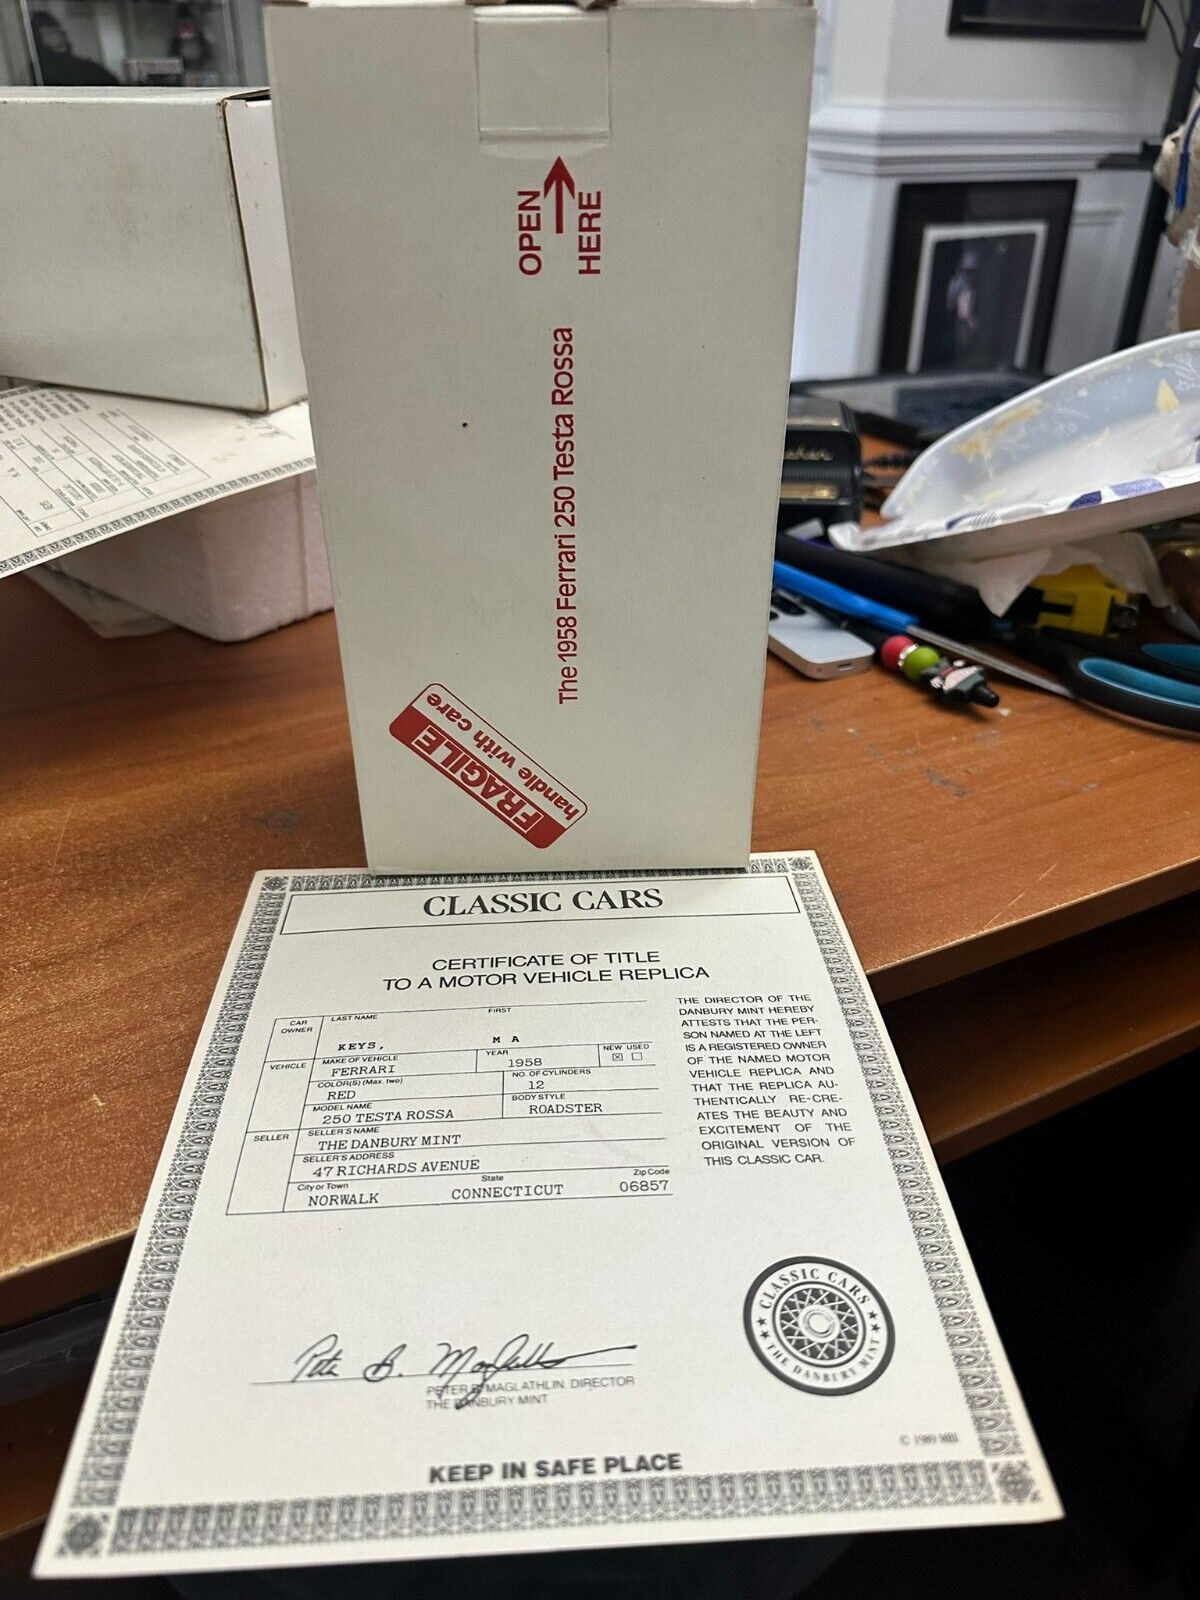 OPEN
HERE
The 1958 Ferrari 250 Testa Rossa
FRAGILE
handle with care
CLASSIC CARS
CERTIFICATE OF TITLE
TO A MOTOR VEHICLE REPLICA
CAR OWNER
LAST NAME FIRST
KEYS, M A
VEHICLE
MAKE OF VEHICLE YEAR NEW USED
FERRARI 1958 ☒ ☐
COLOR(S) (Max. two) NO. OF CYLINDERS
RED 12
MODEL NAME BODY STYLE
250 TESTA ROSSA ROADSTER
SELLER
SELLER'S NAME
THE DANBURY MINT
SELLER'S ADDRESS
47 RICHARDS AVENUE
City or Town State Zip Code
NORWALK CONNECTICUT 06857
THE DIRECTOR OF THE
DANBURY MINT HEREBY
ATTESTS THAT THE PER-
SON NAMED AT THE LEFT
IS A REGISTERED OWNER
OF THE NAMED MOTOR
VEHICLE REPLICA AND
THAT THE REPLICA AU-
THENTICALLY RE-CRE-
ATES THE BEAUTY AND
EXCITEMENT OF THE
ORIGINAL VERSION OF
THIS CLASSIC CAR.
Peter B. Maglathlin
PETER B. MAGLATHLIN, DIRECTOR
THE DANBURY MINT
CLASSIC CARS
THE DANBURY MINT
© 1989 MBI
KEEP IN SAFE PLACE